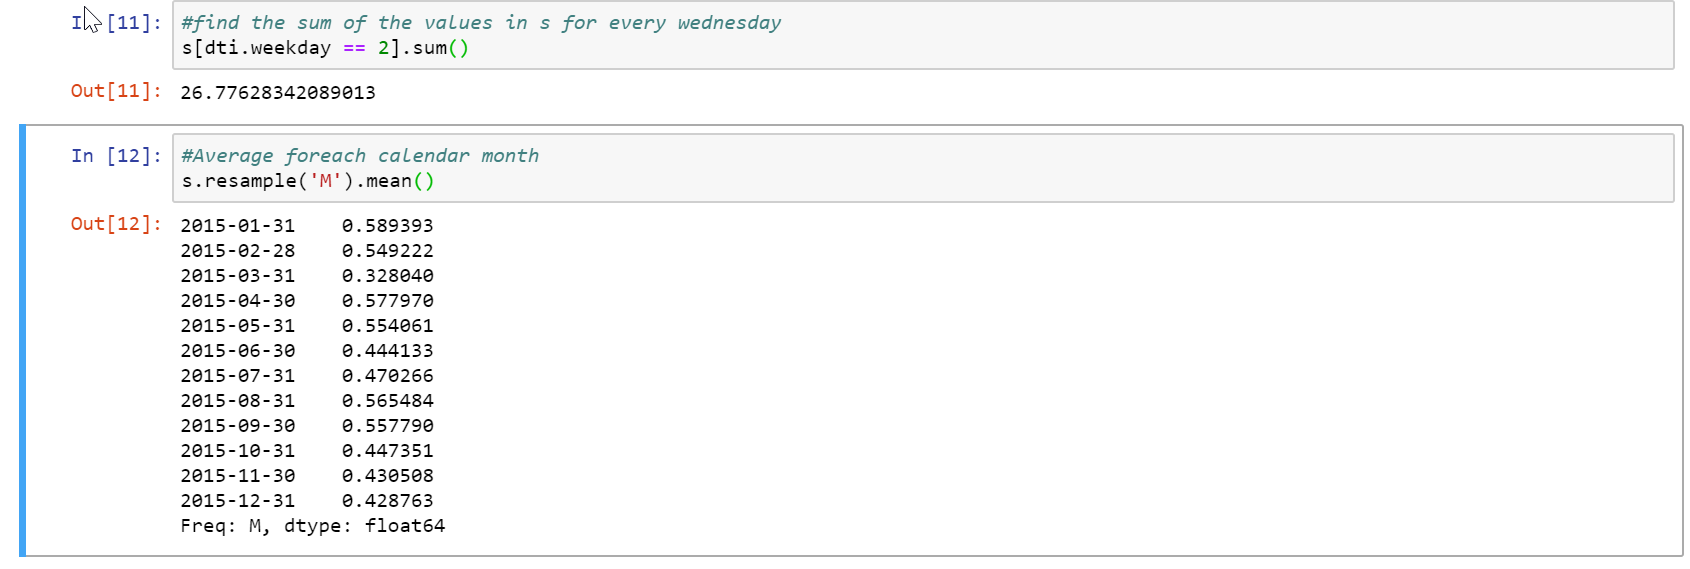 In [11]: #find the sum of the values in s for every wednesday
s[dti.weekday == 2].sum()
Out[11]: 26.77628342089013
In [12]: #Average foreach calendar month
s.resample('M').mean()
Out[12]: 2015-01-31    0.589393
2015-02-28    0.549222
2015-03-31    0.328040
2015-04-30    0.577970
2015-05-31    0.554061
2015-06-30    0.444133
2015-07-31    0.470266
2015-08-31    0.565484
2015-09-30    0.557790
2015-10-31    0.447351
2015-11-30    0.430508
2015-12-31    0.428763
Freq: M, dtype: float64